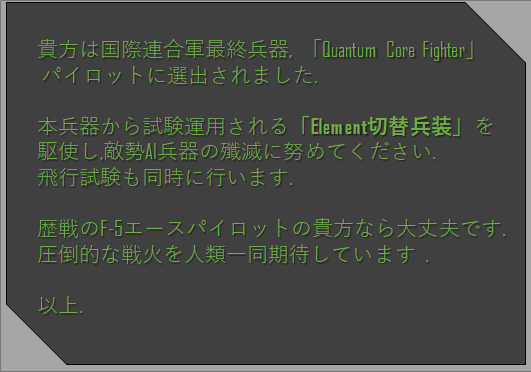 貴方は国際連合軍最終兵器, 「Quantum Core Fighter」
パイロットに選出されました.
本兵器から試験運用される「Element切替兵装」を
駆使し,敵勢AI兵器の殲滅に努めてください.
飛行試験も同時に行います.
歴戦のF-5エースパイロットの貴方なら大丈夫です.
圧倒的な戦火を人類一同期待しています .
以上.